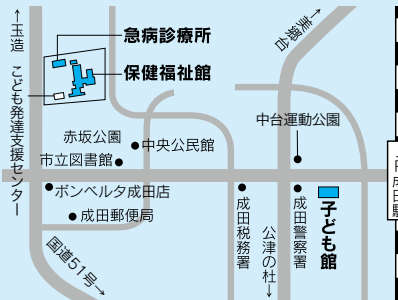 ←玉造
こども発達支援センター
急病診療所
保健福祉館
←美郷台
赤坂公園
中央公民館
市立図書館
中台運動公園
ボンベルタ成田店
成田郵便局
国道51号→
成田税務署
公津の杜→
成田警察署
子ども館